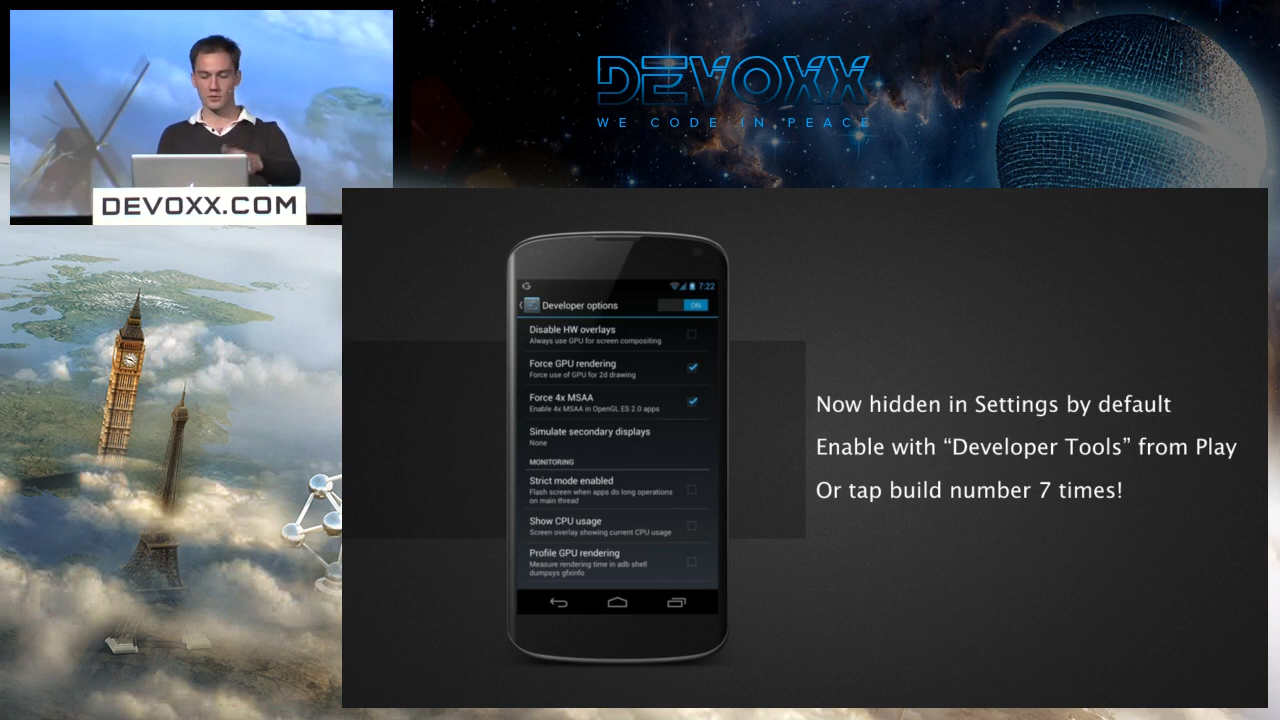 DEVOXX
WE CODE IN PEACE
DEVOXX.COM
7:22
Developer options
ON
Disable HW overlays
Always use GPU for screen compositing
Force GPU rendering
Force use of GPU for 2d drawing
Force 4x MSAA
Enable 4x MSAA in OpenGL ES 2.0 apps
Simulate secondary displays
None
MONITORING
Strict mode enabled
Flash screen when apps do long operations
on main thread
Show CPU usage
Screen overlay showing current CPU usage
Profile GPU rendering
Measure rendering time in adb shell
dumpsys gfxinfo
Now hidden in Settings by default
Enable with “Developer Tools” from Play
Or tap build number 7 times!